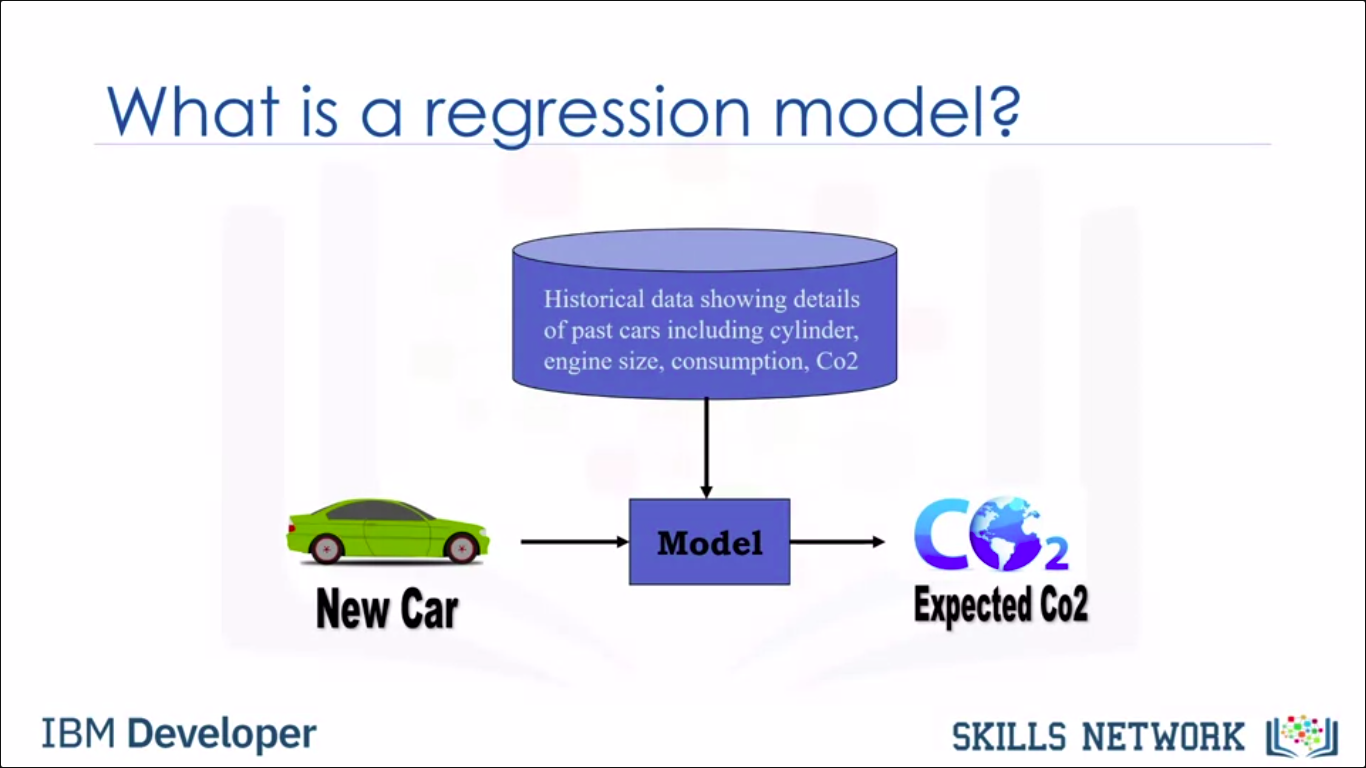 What is a regression model?
Historical data showing details
of past cars including cylinder,
engine size, consumption, Co2
Model
CO2
New Car
Expected Co2
IBM Developer
SKILLS NETWORK